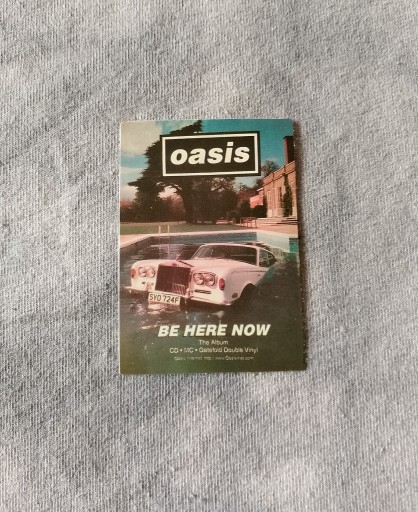 oasis
SYO 724F
BE HERE NOW
The Album
CD • MC • Gatefold Double Vinyl